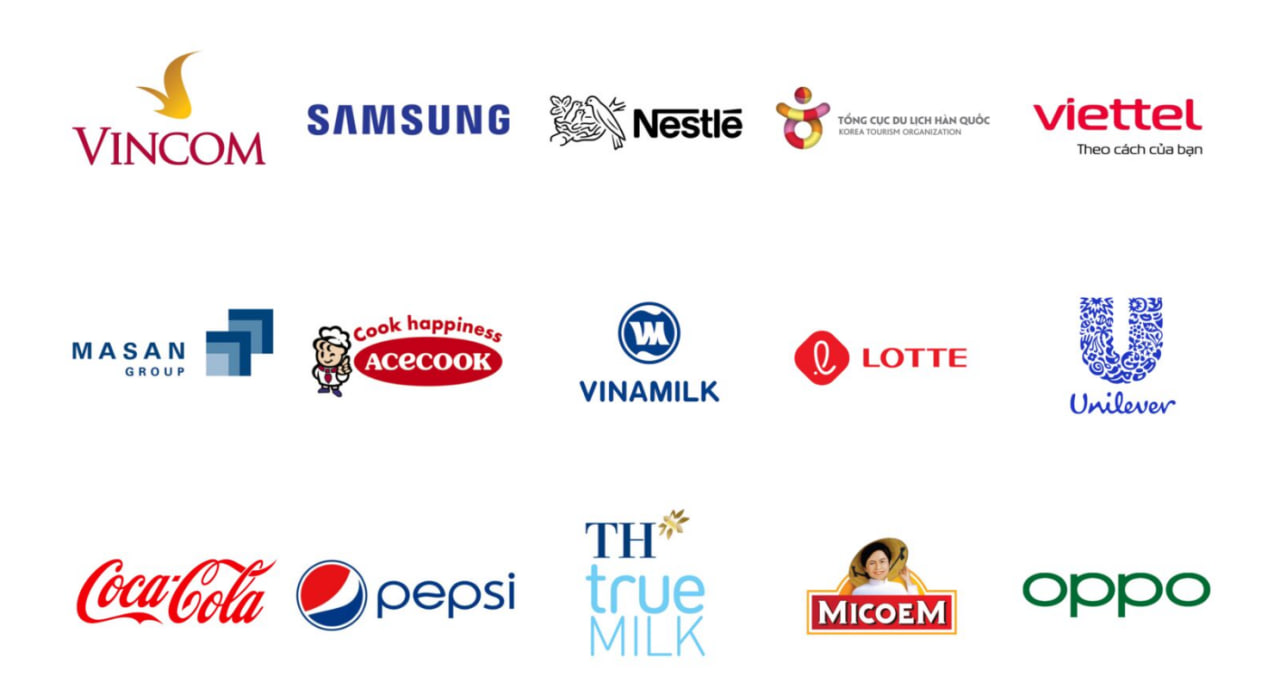 VINCOM
SAMSUNG
Nestlé
TỔNG CỤC DU LỊCH HÀN QUỐC
KOREA TOURISM ORGANIZATION
viettel
Theo cách của bạn
MASAN
GROUP
Cook happiness
ACECOOK
VM
VINAMILK
LOTTE
Unilever
Coca-Cola
pepsi
TH
true
MILK
MICOEM
oppo